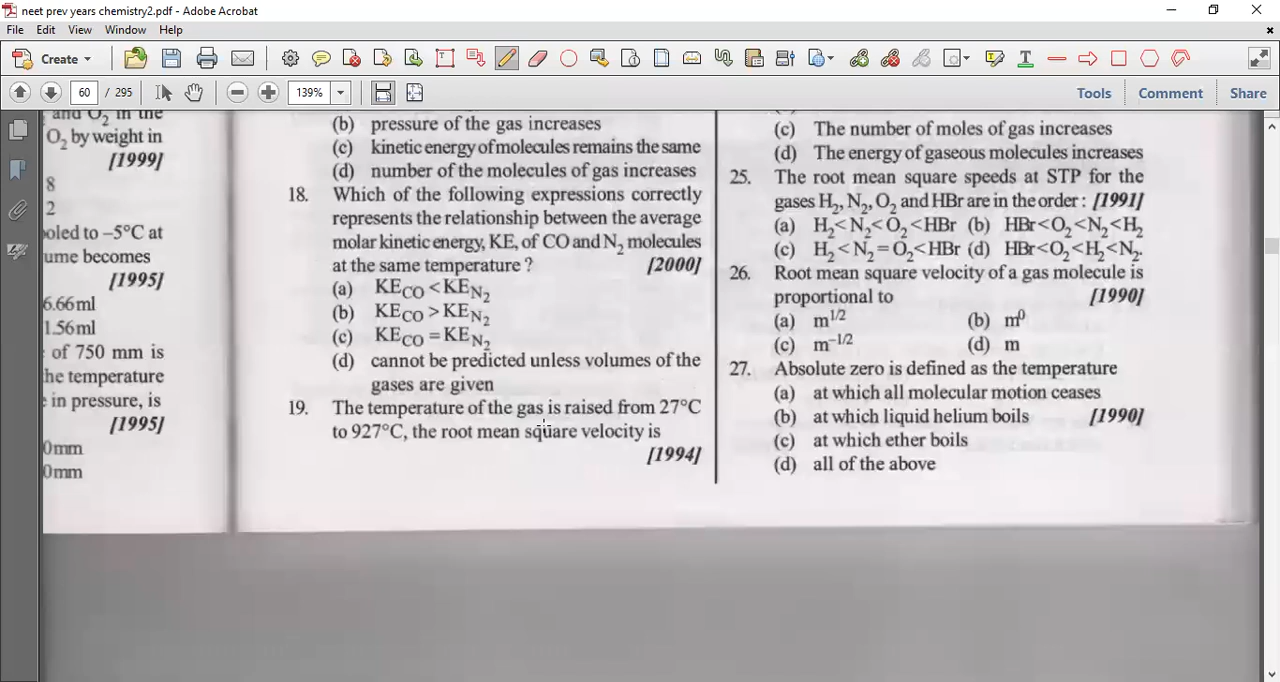 neet prev years chemistry2.pdf - Adobe Acrobat
File Edit View Window Help
Create
60 / 295
139%
Tools Comment Share
and O₂ in the
O₂ by weight in
[1999]
8
2
oled to –5°C at
ume becomes
[1995]
6.66ml
1.56ml
of 750 mm is
he temperature
in pressure, is
[1995]
0mm
0mm
(b) pressure of the gas increases
(c) kinetic energy of molecules remains the same
(d) number of the molecules of gas increases
18. Which of the following expressions correctly
represents the relationship between the average
molar kinetic energy, KE, of CO and N₂ molecules
at the same temperature ? [2000]
(a) KE_CO < KE_N₂
(b) KE_CO > KE_N₂
(c) KE_CO = KE_N₂
(d) cannot be predicted unless volumes of the
gases are given
19. The temperature of the gas is raised from 27°C
to 927°C, the root mean square velocity is
[1994]
(c) The number of moles of gas increases
(d) The energy of gaseous molecules increases
25. The root mean square speeds at STP for the
gases H₂, N₂, O₂ and HBr are in the order : [1991]
(a) H₂<N₂<O₂<HBr (b) HBr<O₂<N₂<H₂
(c) H₂<N₂=O₂<HBr (d) HBr<O₂<H₂<N₂.
26. Root mean square velocity of a gas molecule is
proportional to [1990]
(a) m^1/2 (b) m⁰
(c) m^–1/2 (d) m
27. Absolute zero is defined as the temperature
(a) at which all molecular motion ceases
(b) at which liquid helium boils [1990]
(c) at which ether boils
(d) all of the above